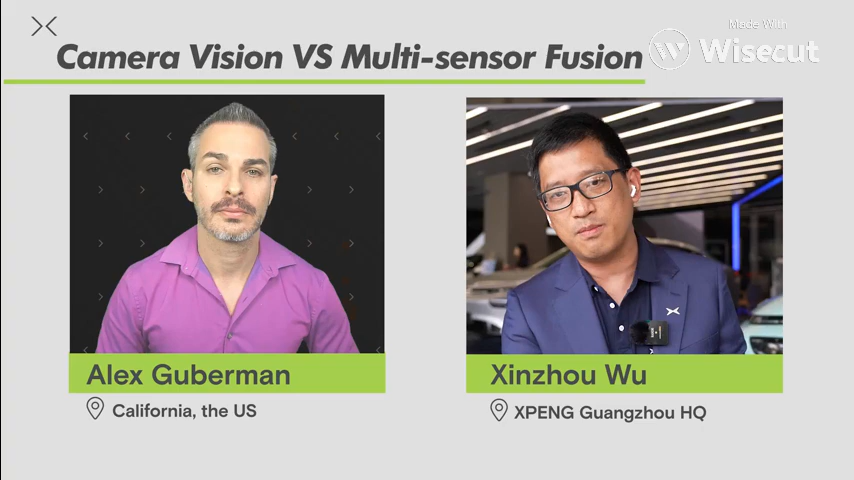 Camera Vision VS Multi-sensor Fusion
Made With
Wisecut
Alex Guberman
California, the US
Xinzhou Wu
XPENG Guangzhou HQ